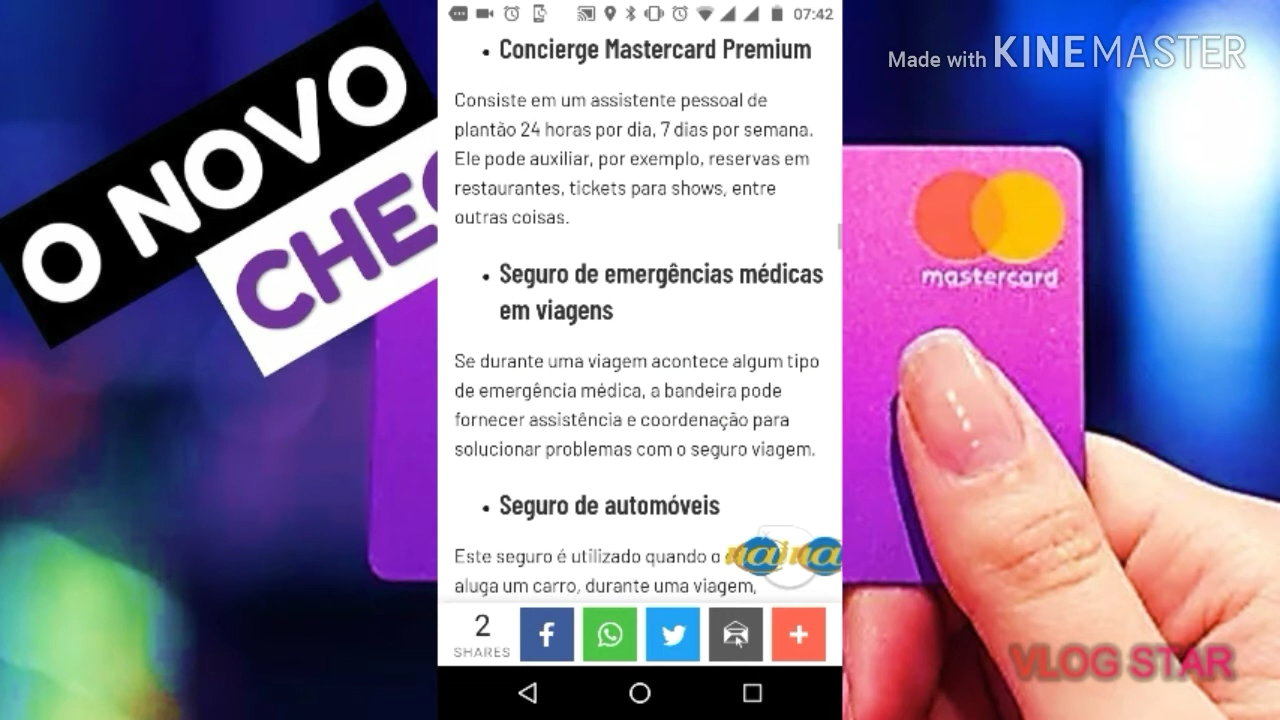 O NOVO
CHE
07:42
Concierge Mastercard Premium
Consiste em um assistente pessoal de
plantão 24 horas por dia, 7 dias por semana.
Ele pode auxiliar, por exemplo, reservas em
restaurantes, tickets para shows, entre
outras coisas.
Seguro de emergências médicas
em viagens
Se durante uma viagem acontece algum tipo
de emergência médica, a bandeira pode
fornecer assistência e coordenação para
solucionar problemas com o seguro viagem.
Seguro de automóveis
Este seguro é utilizado quando o
aluga um carro, durante uma viagem,
2
SHARES
Made with KINEMASTER
mastercard
VLOG STAR